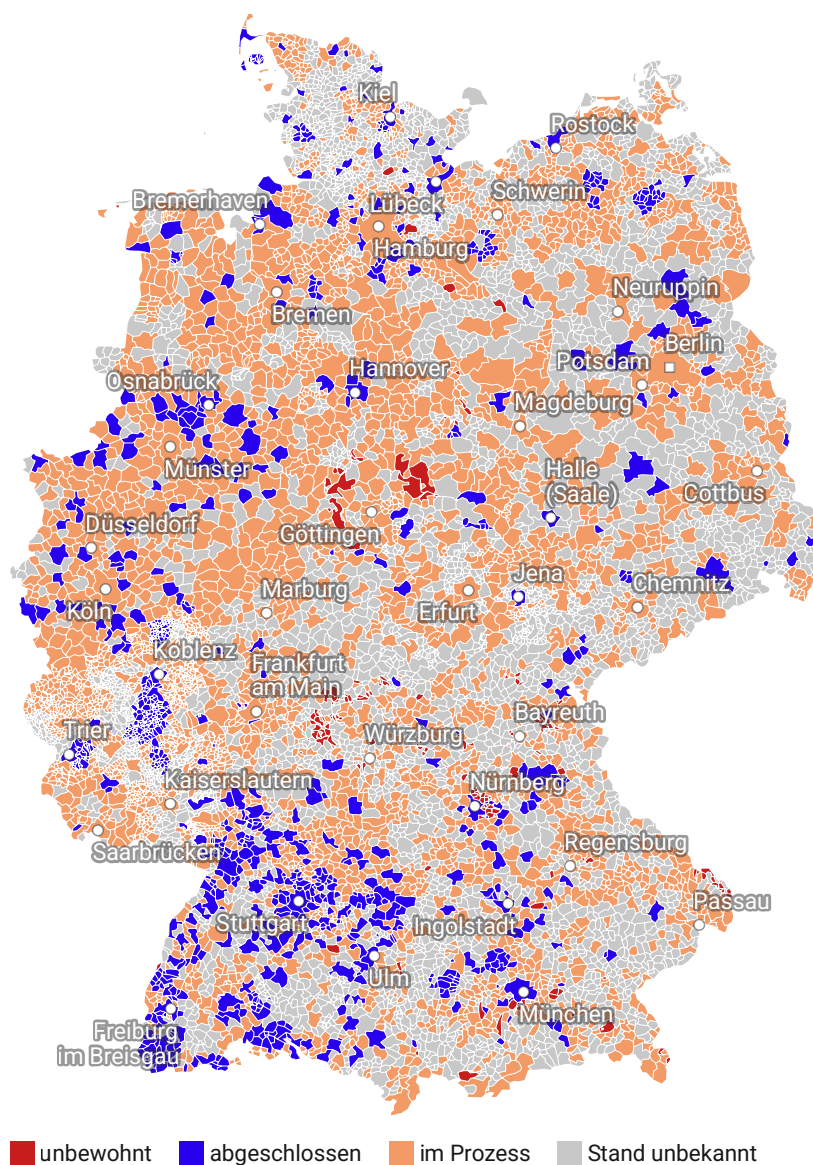 Kiel
Rostock
Bremerhaven
Lübeck
Schwerin
Hamburg
Neuruppin
Bremen
Berlin
Potsdam
Hannover
Osnabrück
Magdeburg
Münster
Halle
(Saale)
Cottbus
Düsseldorf
Göttingen
Jena
Chemnitz
Marburg
Erfurt
Köln
Koblenz
Frankfurt
am Main
Bayreuth
Trier
Würzburg
Kaiserslautern
Nürnberg
Saarbrücken
Regensburg
Passau
Stuttgart
Ingolstadt
Ulm
München
Freiburg
im Breisgau
unbewohnt abgeschlossen im Prozess Stand unbekannt